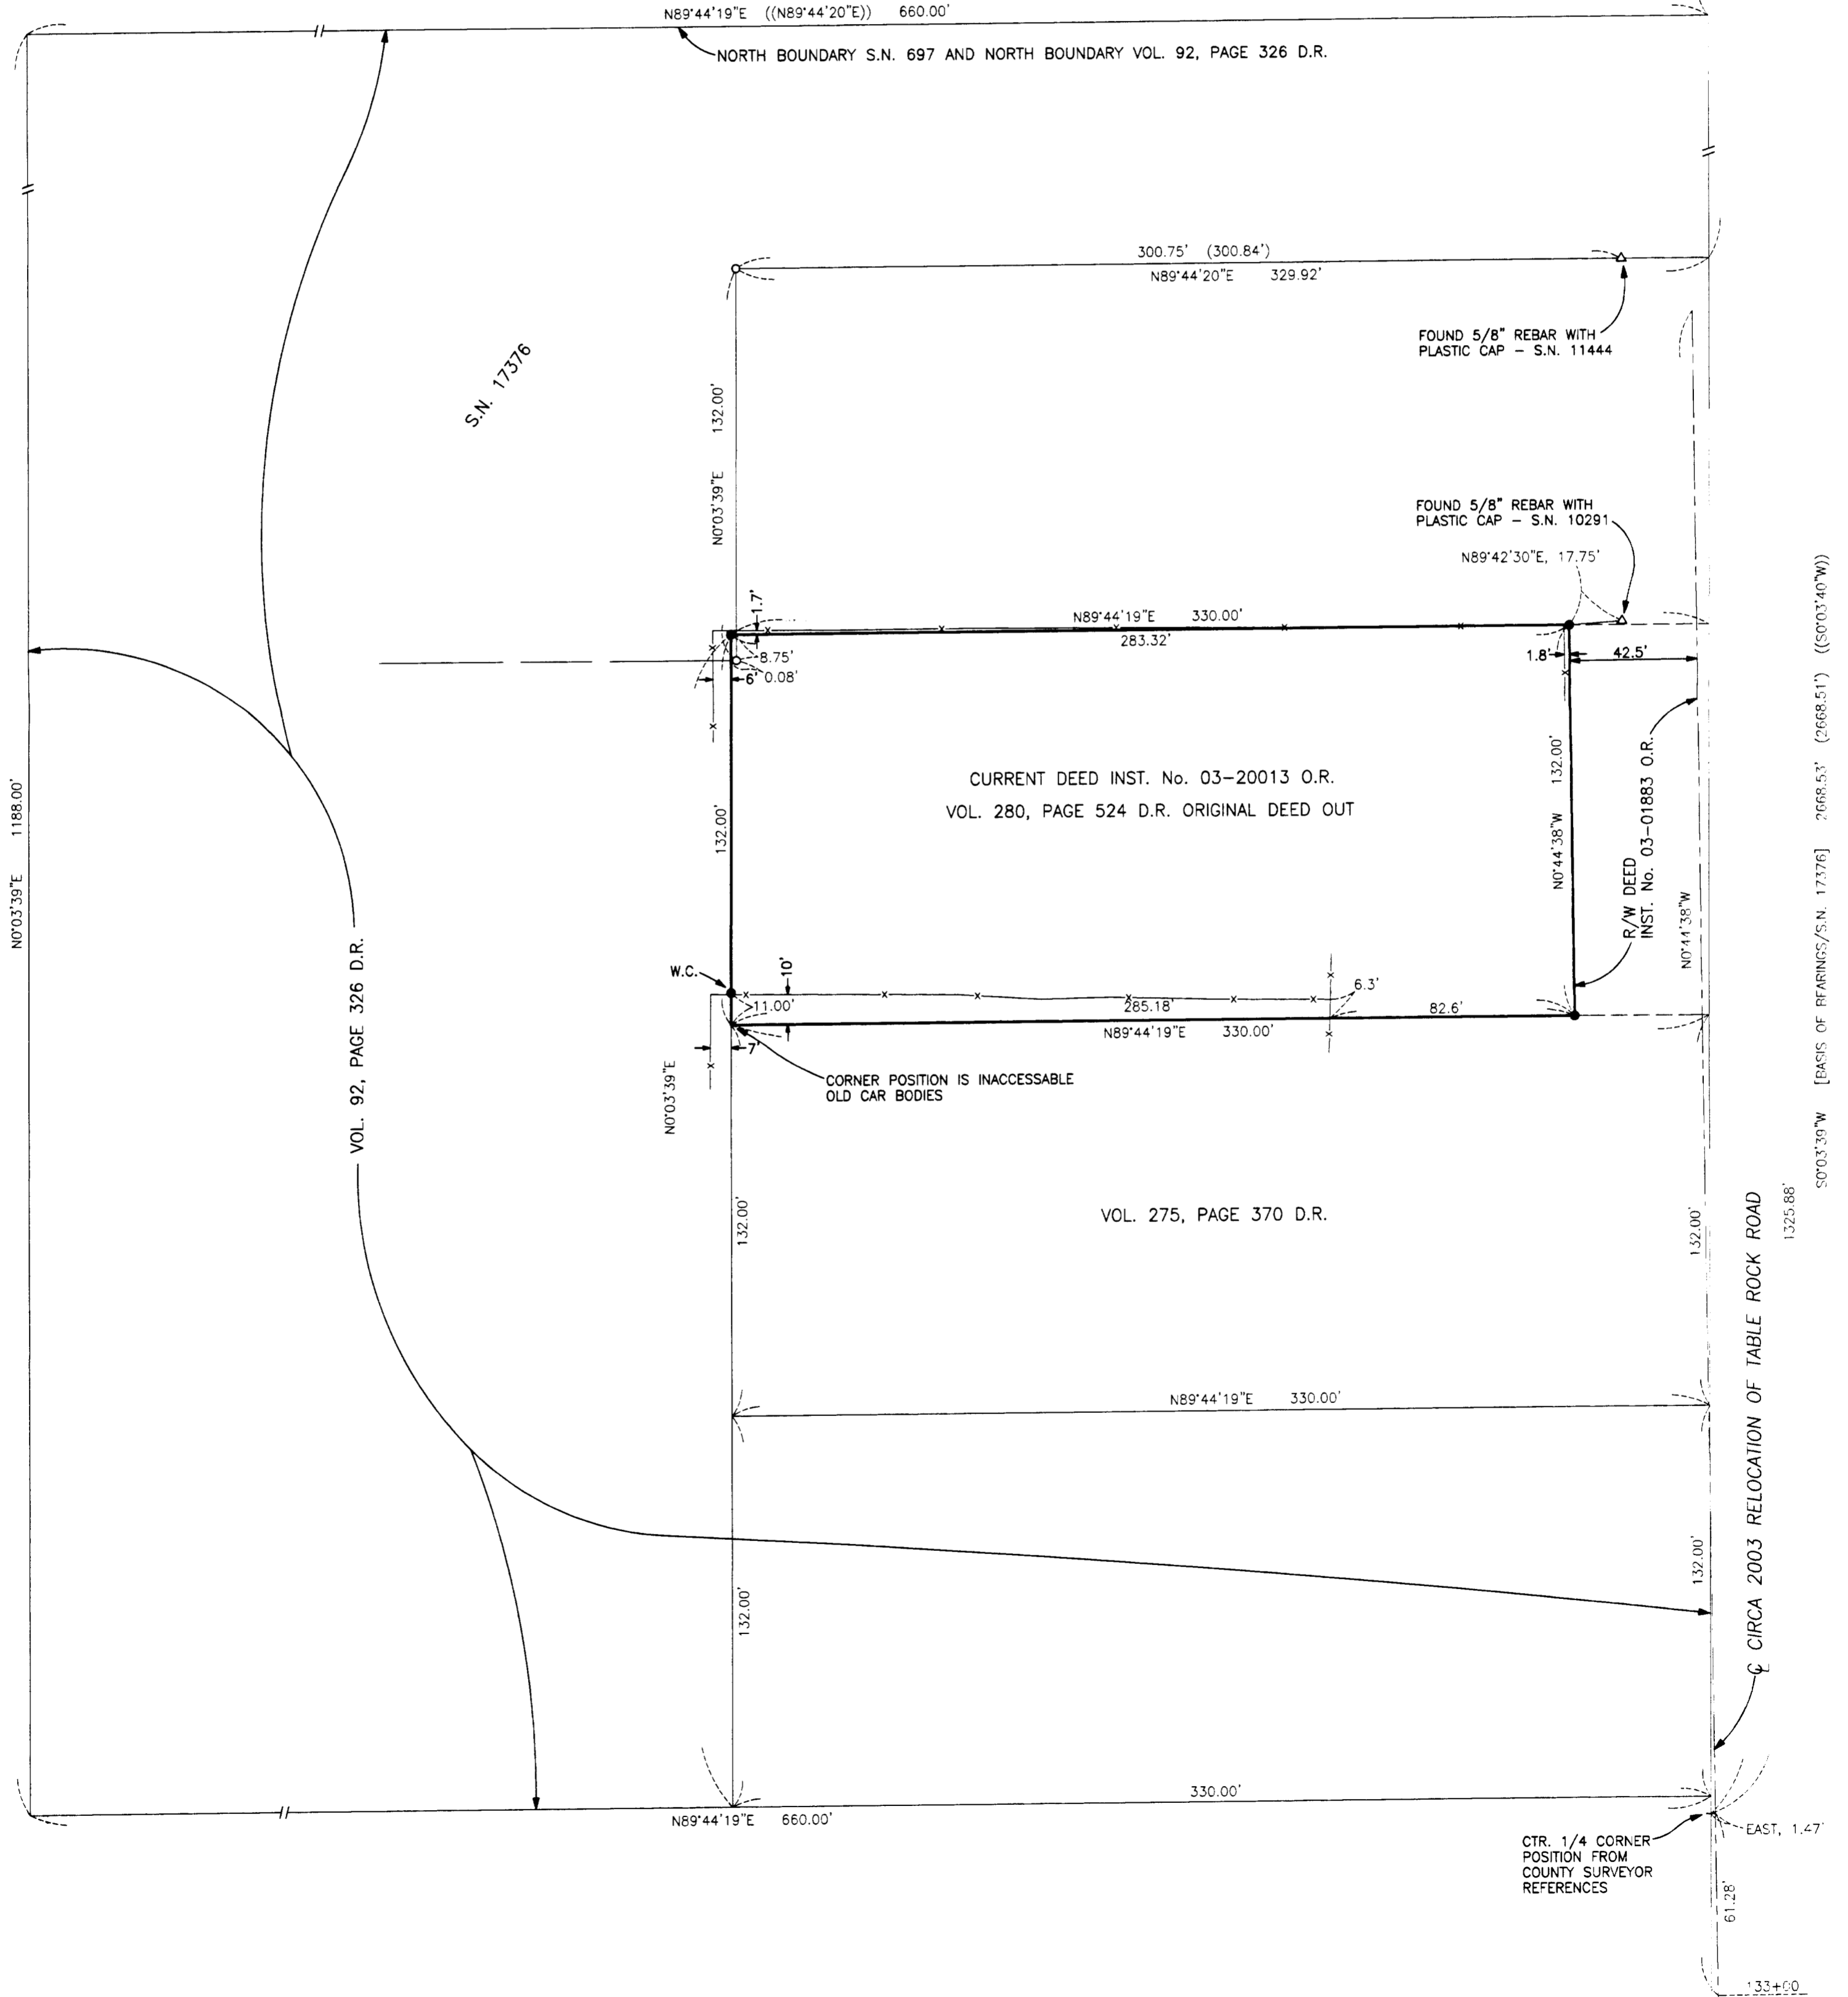 N89°44'19"E ((N89°44'20"E)) 660.00'
NORTH BOUNDARY S.N. 697 AND NORTH BOUNDARY VOL. 92, PAGE 326 D.R.
300.75' (300.84')
N89°44'20"E 329.92'
FOUND 5/8" REBAR WITH
PLASTIC CAP – S.N. 11444
S.N. 17376
132.00'
N0°03'39"E
FOUND 5/8" REBAR WITH
PLASTIC CAP – S.N. 10291
N89°42'30"E, 17.75'
1.7'
N89°44'19"E 330.00'
283.32'
8.75'
6'
0.08'
1.8'
42.5'
CURRENT DEED INST. No. 03-20013 O.R.
VOL. 280, PAGE 524 D.R. ORIGINAL DEED OUT
132.00'
132.00'
N0°44'38"W
R/W DEED
INST. No. 03-01883 O.R.
N0°44'38"W
S0°03'39"W [BASIS OF BEARINGS/S.N. 17376] 2668.53' (2668.51') ((S0°03'40"W))
N0°03'39"E 1188.00'
VOL. 92, PAGE 326 D.R.
W.C.
10'
11.00'
285.18'
6.3'
82.6'
N89°44'19"E 330.00'
7'
CORNER POSITION IS INACCESSABLE
OLD CAR BODIES
N0°03'39"E
132.00'
VOL. 275, PAGE 370 D.R.
132.00'
1325.88'
N89°44'19"E 330.00'
℄ CIRCA 2003 RELOCATION OF TABLE ROCK ROAD
132.00'
132.00'
330.00'
N89°44'19"E 660.00'
CTR. 1/4 CORNER
POSITION FROM
COUNTY SURVEYOR
REFERENCES
EAST, 1.47'
61.28'
133+00